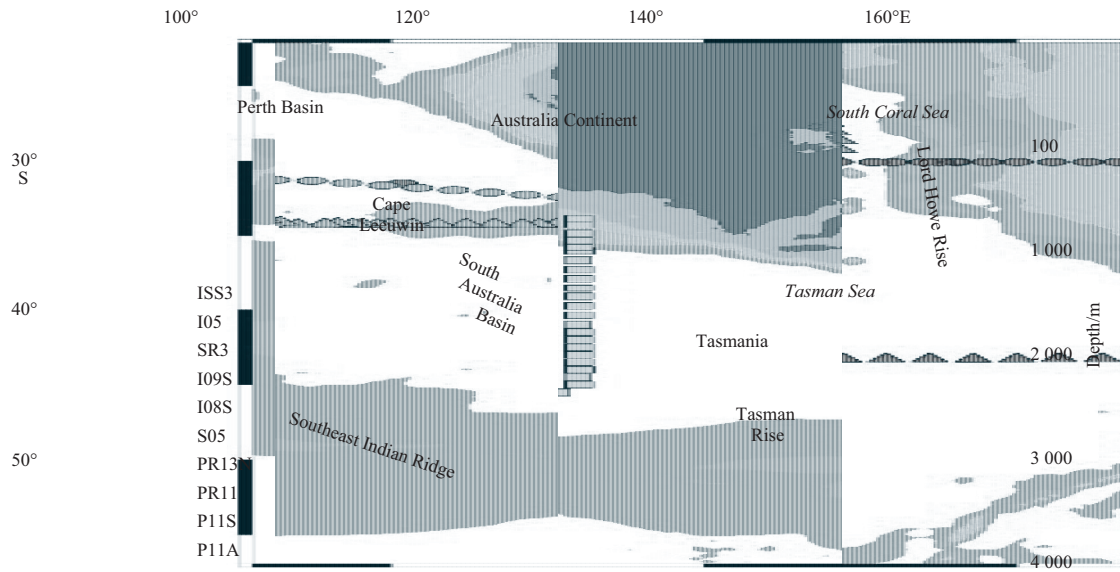 100°
120°
140°
160°E
Perth Basin
Australia Continent
South Coral Sea
100
30°
S
Lord Howe Rise
Cape
Leeuwin
1 000
South
Australia
Basin
Tasman Sea
ISS3
40°
I05
Tasmania
Depth/m
SR3
2 000
I09S
I08S
Tasman
Rise
Southeast Indian Ridge
S05
50°
PR13N
3 000
PR11
P11S
P11A
4 000